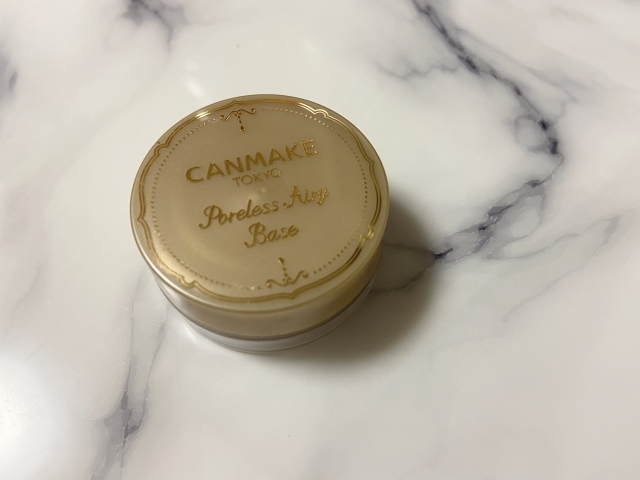 CANMAKE
TOKYO
Poreless Airy
Base